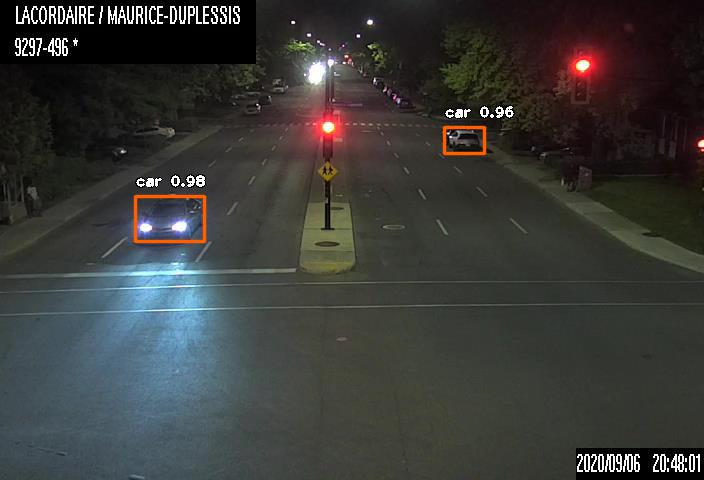 LACORDAIRE / MAURICE-DUPLESSIS
9297-496 *
car 0.96
car 0.98
2020/09/06 20:48:01